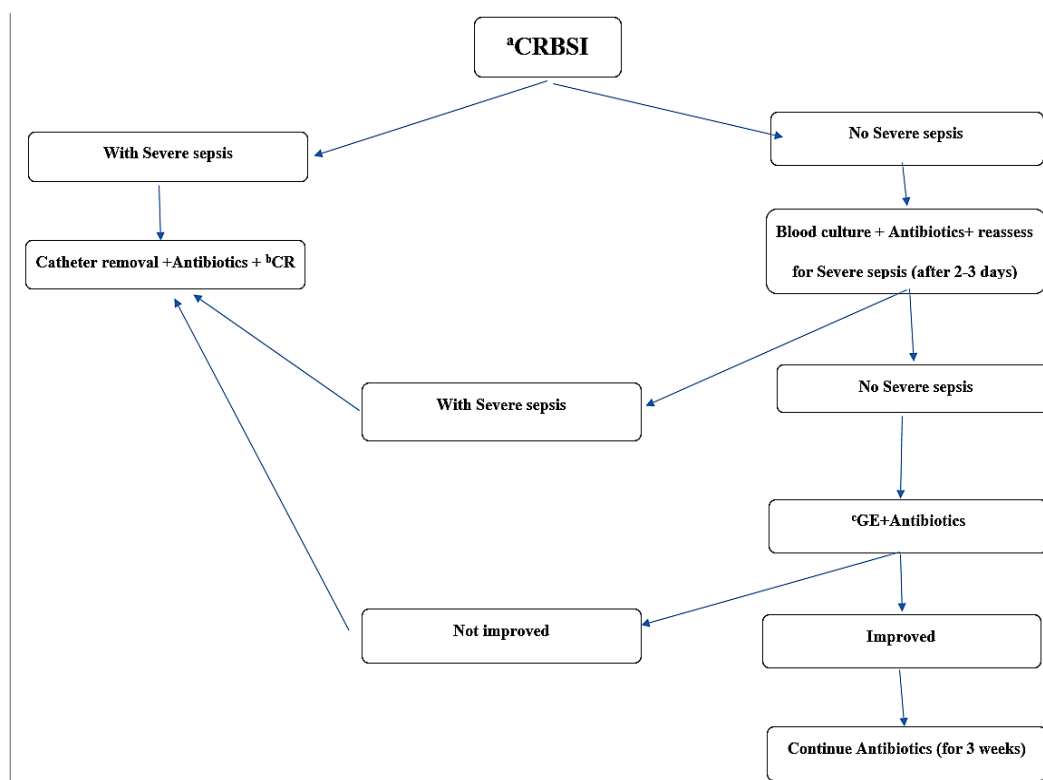 ᵃCRBSI
With Severe sepsis
No Severe sepsis
Catheter removal +Antibiotics + ᵇCR
Blood culture + Antibiotics+ reassess
for Severe sepsis (after 2-3 days)
With Severe sepsis
No Severe sepsis
ᶜGE+Antibiotics
Not improved
Improved
Continue Antibiotics (for 3 weeks)